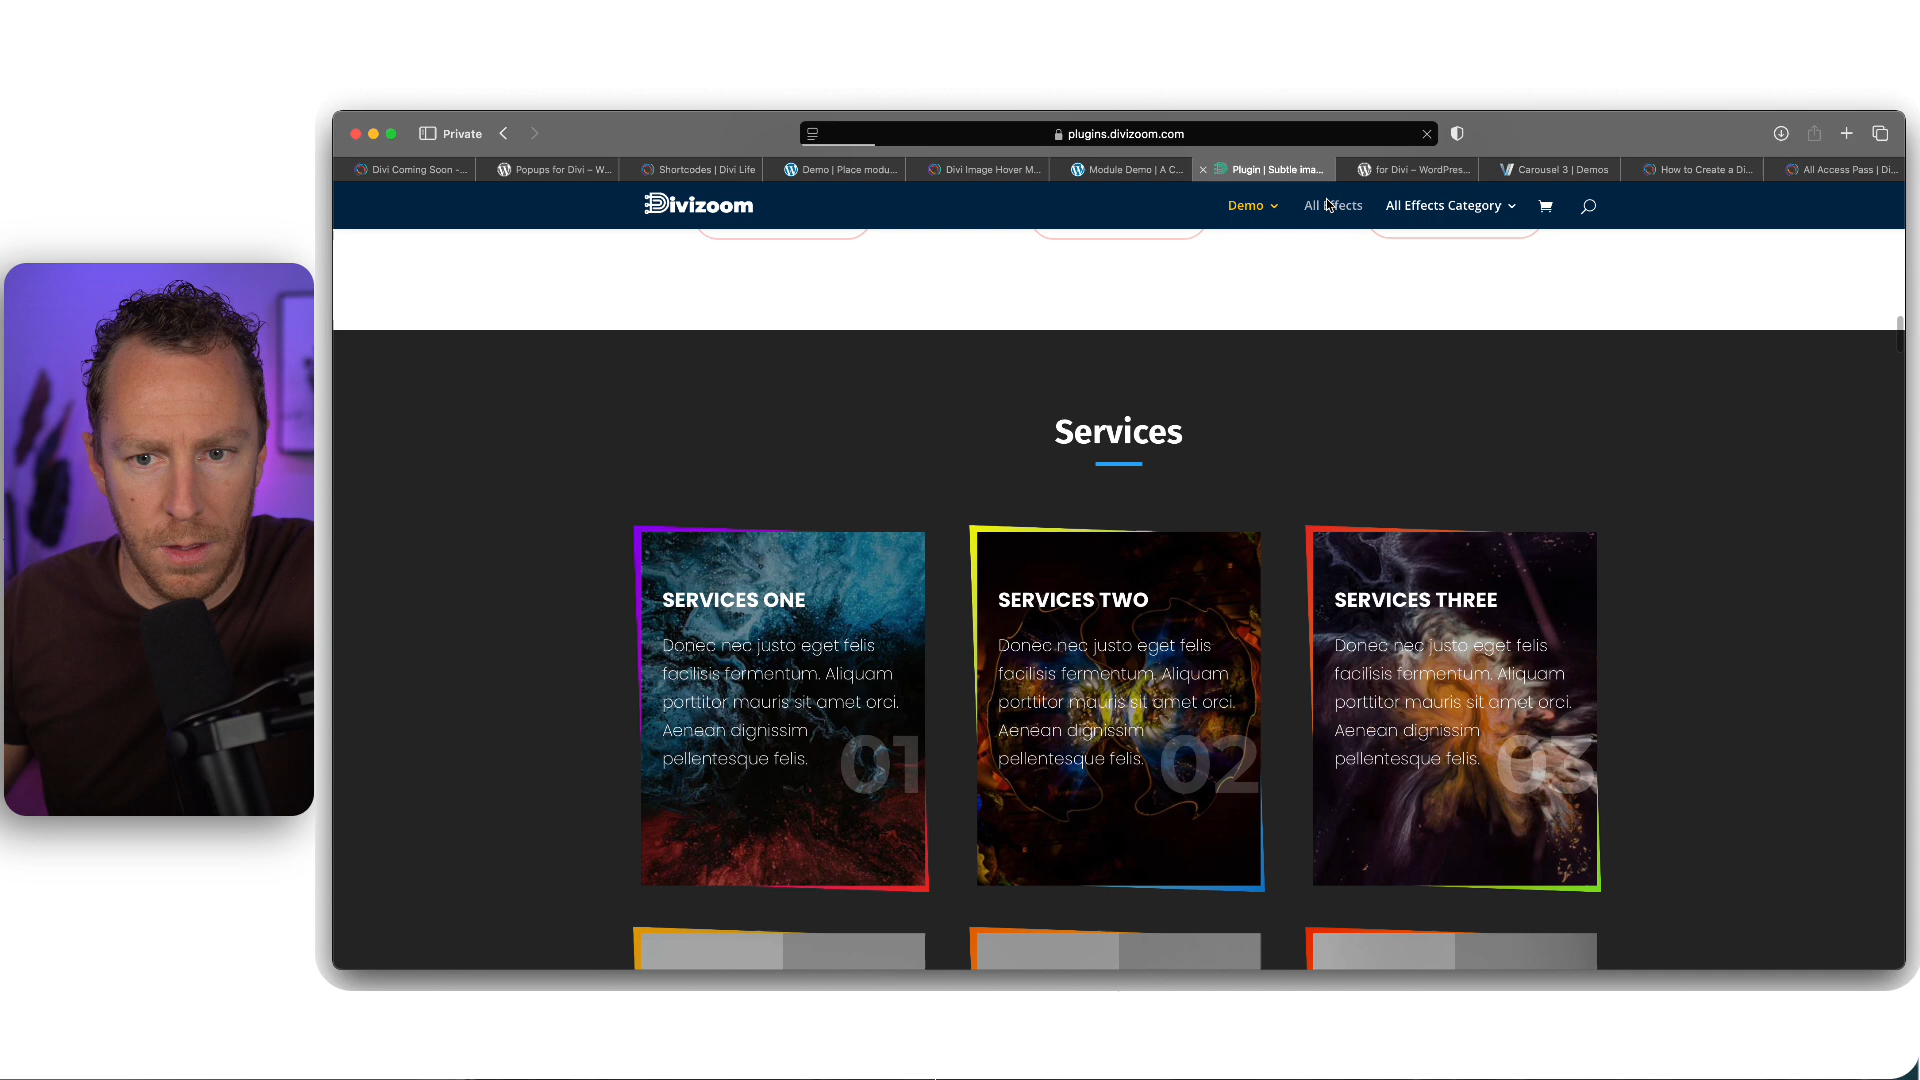 Private
plugins.divizoom.com
Divi Coming Soon -...
Popups for Divi – W...
Shortcodes | Divi Life
Demo | Place modu...
Divi Image Hover M...
Module Demo | A C...
Plugin | Subtle ima...
for Divi – WordPres...
Carousel 3 | Demos
How to Create a Di...
All Access Pass | Di...
Divizoom
Demo
All Effects
All Effects Category
Services
SERVICES ONE
Donec nec justo eget felis
facilisis fermentum. Aliquam
porttitor mauris sit amet orci.
Aenean dignissim
pellentesque felis.
01
SERVICES TWO
Donec nec justo eget felis
facilisis fermentum. Aliquam
porttitor mauris sit amet orci.
Aenean dignissim
pellentesque felis.
02
SERVICES THREE
Donec nec justo eget felis
facilisis fermentum. Aliquam
porttitor mauris sit amet orci.
Aenean dignissim
pellentesque felis.
03